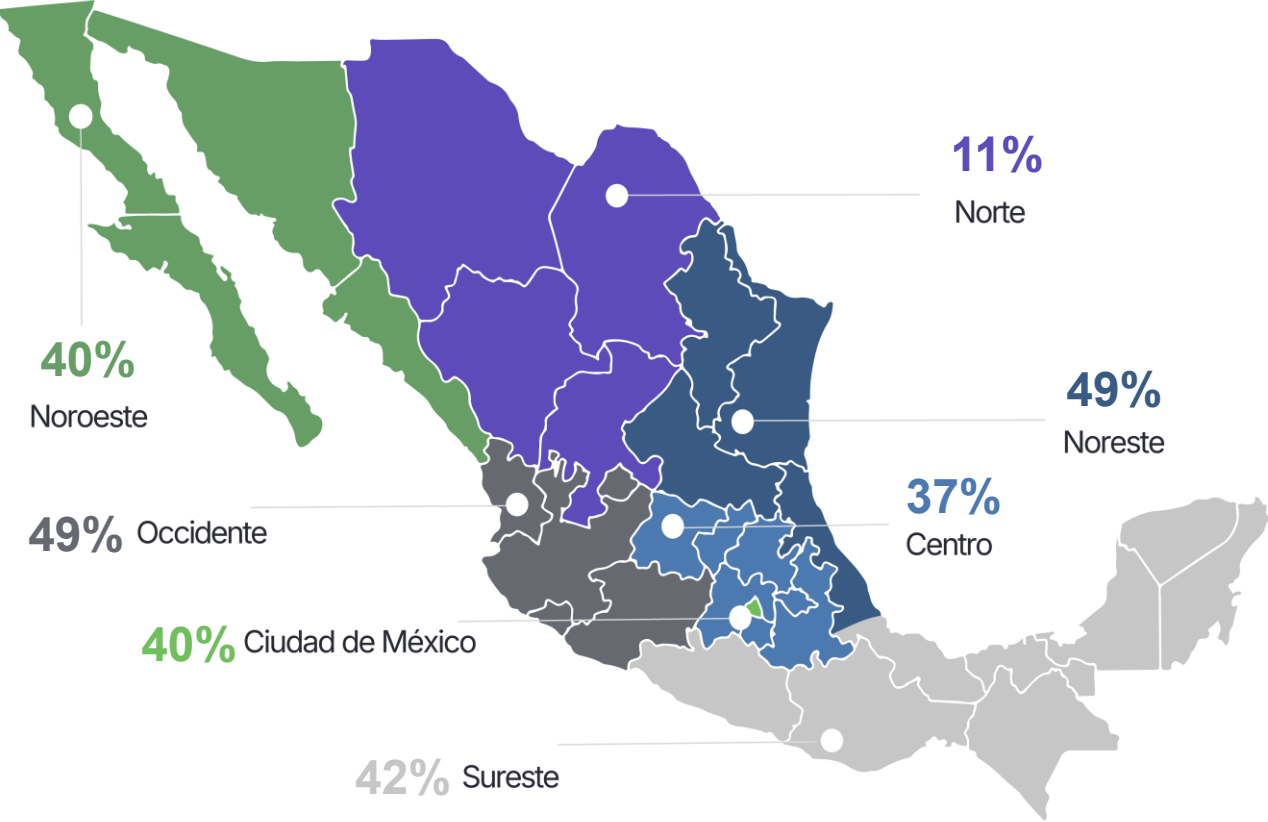 11%
Norte
40%
Noroeste
49%
Noreste
37%
Centro
49% Occidente
40% Ciudad de México
42% Sureste